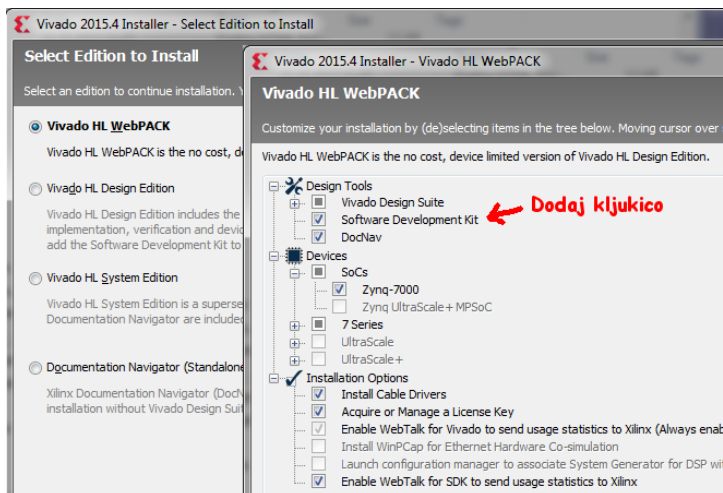 Vivado 2015.4 Installer - Select Edition to Install
Select Edition to Install
Select an edition to continue installation.
Vivado HL WebPACK
Vivado HL WebPACK is the no cost,
Vivado HL Design Edition
Vivado HL Design Edition includes the
implementation, verification and
add the Software Development Kit to
Vivado HL System Edition
Vivado HL System Edition is a
Documentation Navigator are
Documentation Navigator (Standalone
Xilinx Documentation Navigator
installation without Vivado Design
Vivado 2015.4 Installer - Vivado HL WebPACK
Vivado HL WebPACK
Customize your installation by (de)selecting items in the tree below. Moving cursor over
Vivado HL WebPACK is the no cost, device limited version of Vivado HL Design Edition.
Design Tools
Vivado Design Suite
Software Development Kit
Dodaj kljukico
DocNav
Devices
SoCs
Zynq-7000
Zynq UltraScale+ MPSoC
7 Series
UltraScale
UltraScale+
Installation Options
Install Cable Drivers
Acquire or Manage a License Key
Enable WebTalk for Vivado to send usage statistics to Xilinx (Always
Install WinPCap for Ethernet Hardware Co-simulation
Launch configuration manager to associate System Generator for DSP
Enable WebTalk for SDK to send usage statistics to Xilinx